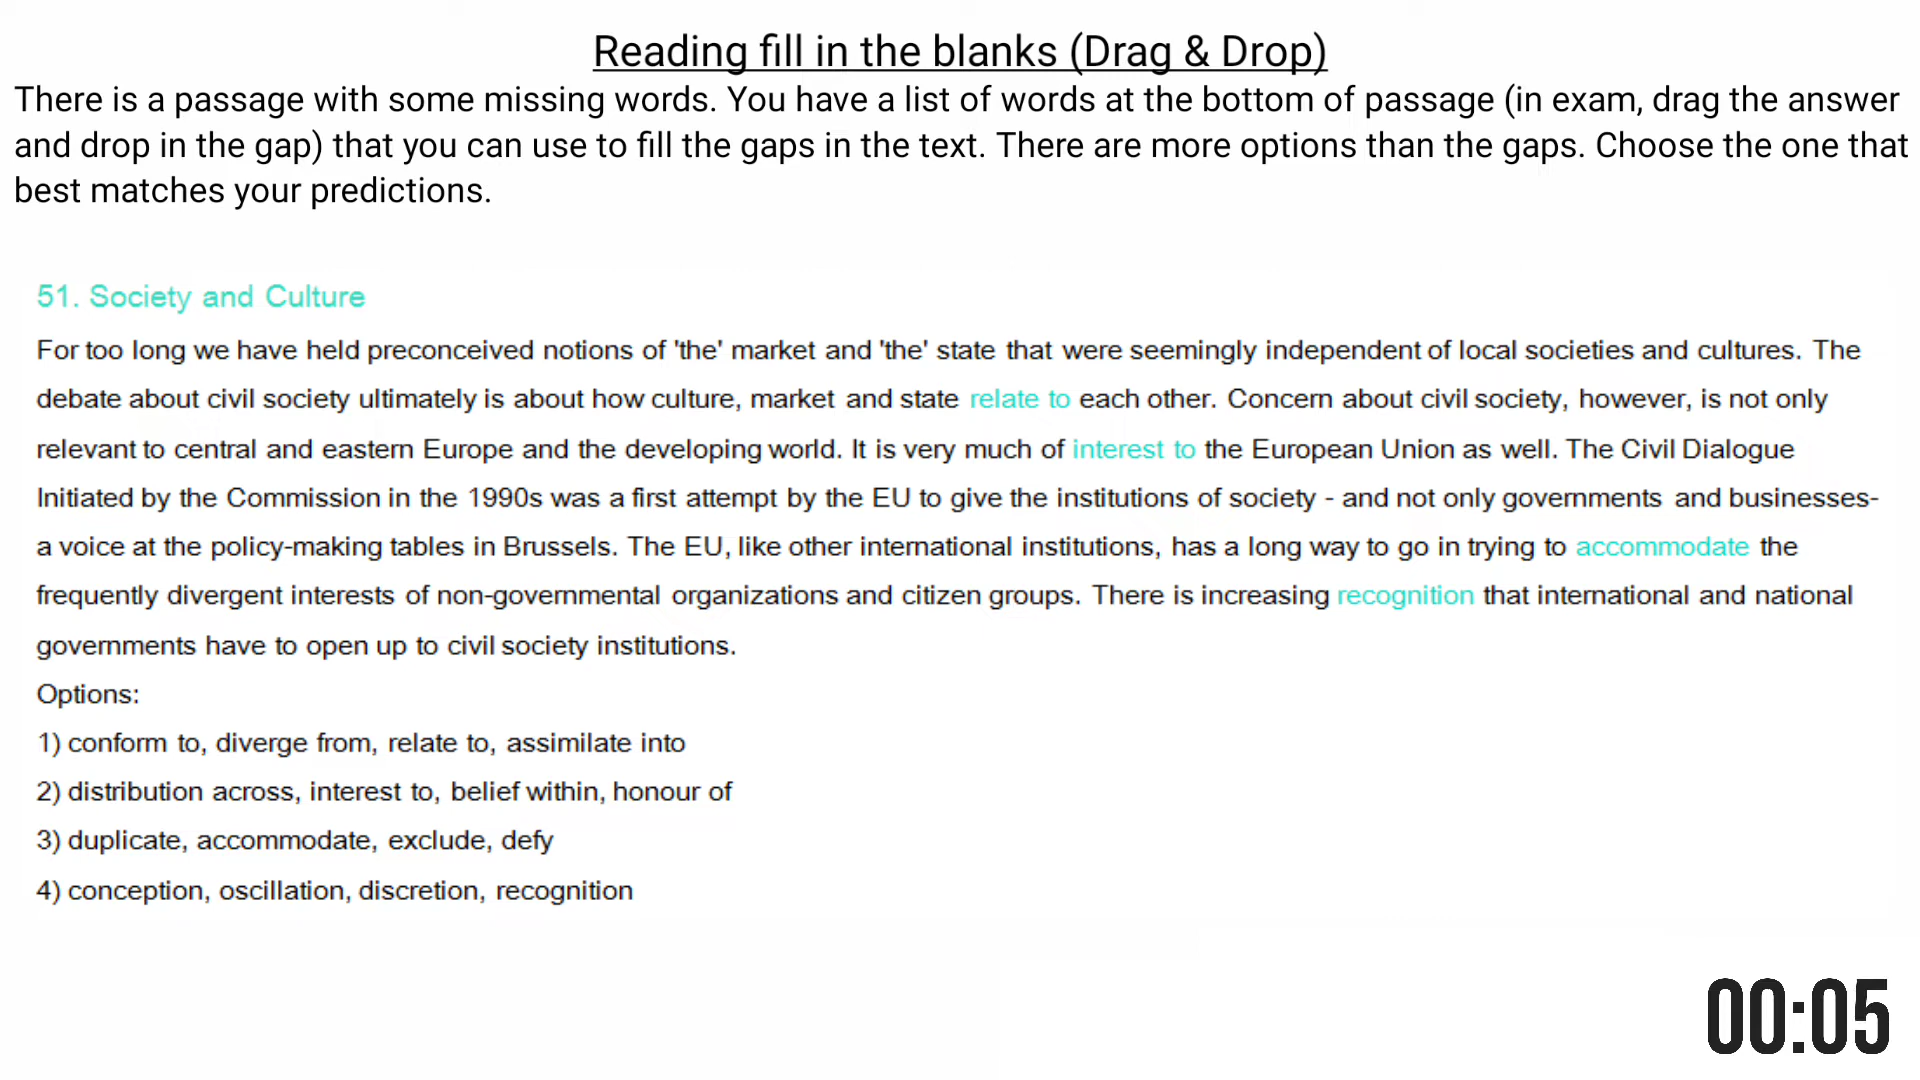 Reading fill in the blanks (Drag & Drop)
There is a passage with some missing words. You have a list of words at the bottom of passage (in exam, drag the answer
and drop in the gap) that you can use to fill the gaps in the text. There are more options than the gaps. Choose the one that
best matches your predictions.
51. Society and Culture
For too long we have held preconceived notions of 'the' market and 'the' state that were seemingly independent of local societies and cultures. The
debate about civil society ultimately is about how culture, market and state relate to each other. Concern about civil society, however, is not only
relevant to central and eastern Europe and the developing world. It is very much of interest to the European Union as well. The Civil Dialogue
Initiated by the Commission in the 1990s was a first attempt by the EU to give the institutions of society - and not only governments and businesses-
a voice at the policy-making tables in Brussels. The EU, like other international institutions, has a long way to go in trying to accommodate the
frequently divergent interests of non-governmental organizations and citizen groups. There is increasing recognition that international and national
governments have to open up to civil society institutions.
Options:
1) conform to, diverge from, relate to, assimilate into
2) distribution across, interest to, belief within, honour of
3) duplicate, accommodate, exclude, defy
4) conception, oscillation, discretion, recognition
00:05